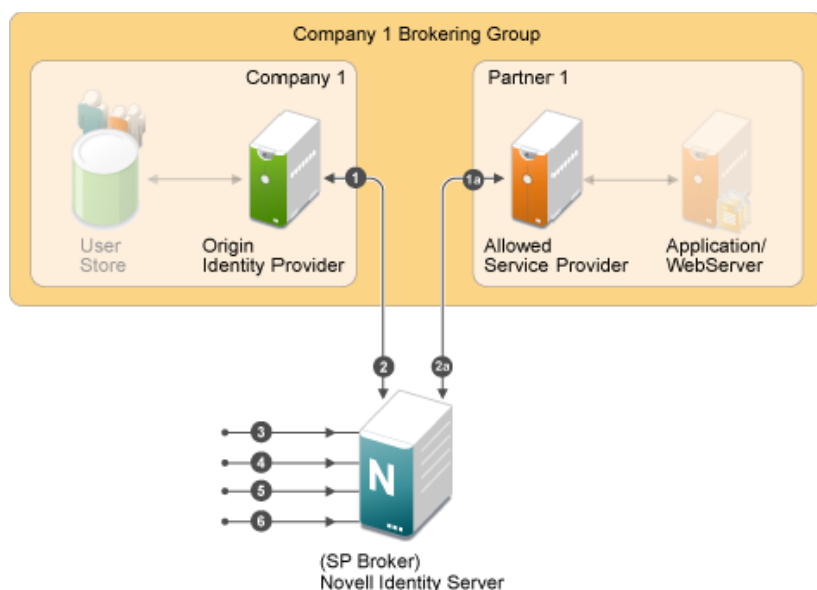 Company 1 Brokering Group
Company 1
Partner 1
1
1a
User
Store
Origin
Identity Provider
Allowed
Service Provider
Application/
WebServer
2
2a
3
4
5
6
N
(SP Broker)
Novell Identity Server